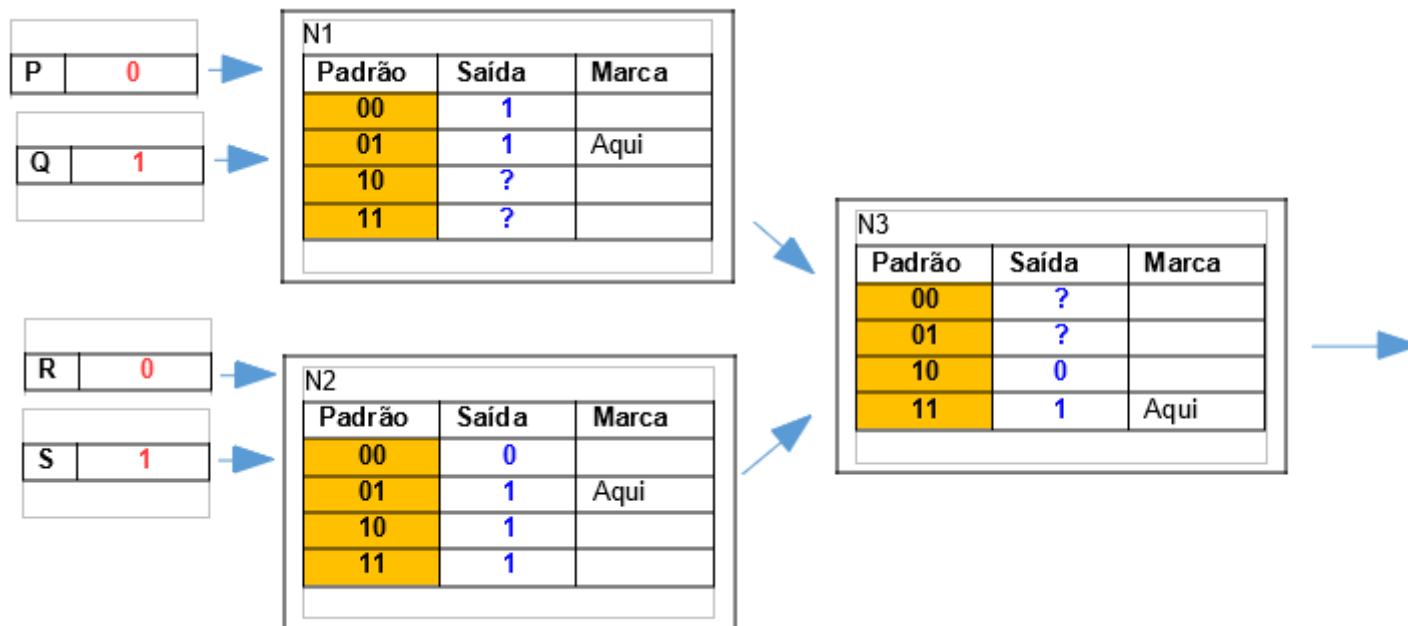 P 0
Q 1
N1
Padrão Saída Marca
00 1
01 1 Aqui
10 ?
11 ?
R 0
S 1
N2
Padrão Saída Marca
00 0
01 1 Aqui
10 1
11 1
N3
Padrão Saída Marca
00 ?
01 ?
10 0
11 1 Aqui